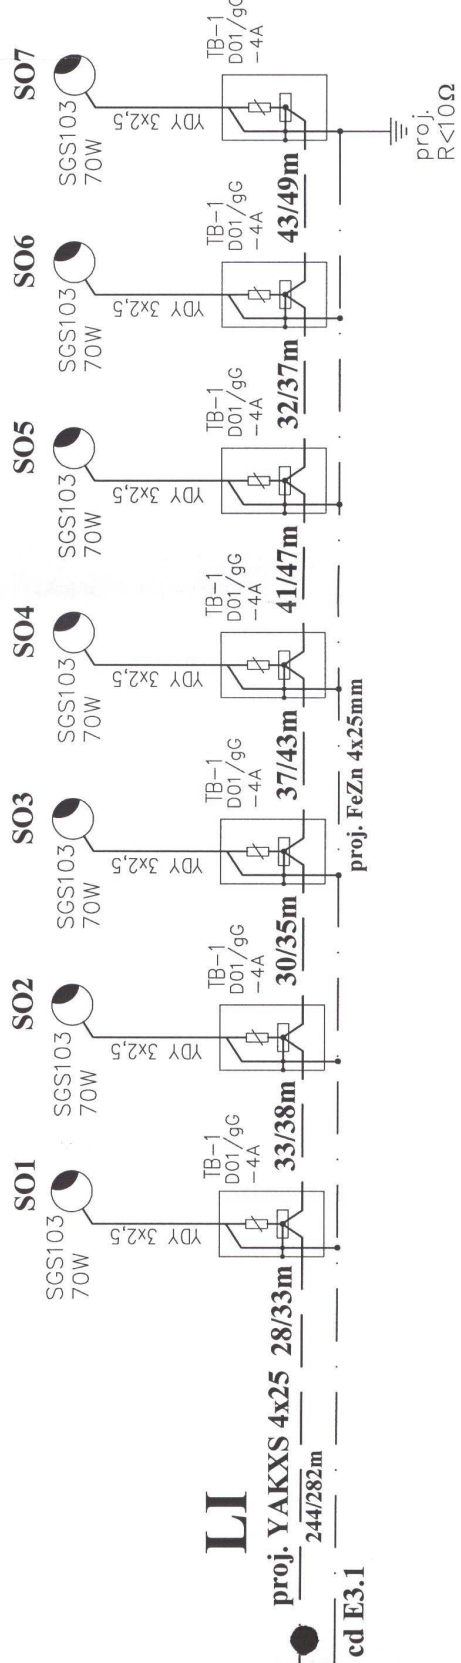 SO1
SGS103
70W
YDY 3x2,5
TB-1
D01/gG
-4A
SO2
SGS103
70W
YDY 3x2,5
TB-1
D01/gG
-4A
SO3
SGS103
70W
YDY 3x2,5
TB-1
D01/gG
-4A
SO4
SGS103
70W
YDY 3x2,5
TB-1
D01/gG
-4A
SO5
SGS103
70W
YDY 3x2,5
TB-1
D01/gG
-4A
SO6
SGS103
70W
YDY 3x2,5
TB-1
D01/gG
-4A
SO7
SGS103
70W
YDY 3x2,5
TB-1
D01/gG
-4A
LI
proj. YAKXS 4x25
244/282m
28/33m
33/38m
30/35m
37/43m
41/47m
32/37m
43/49m
cd E3.1
proj. FeZn 4x25mm
proj.
R<10Ω